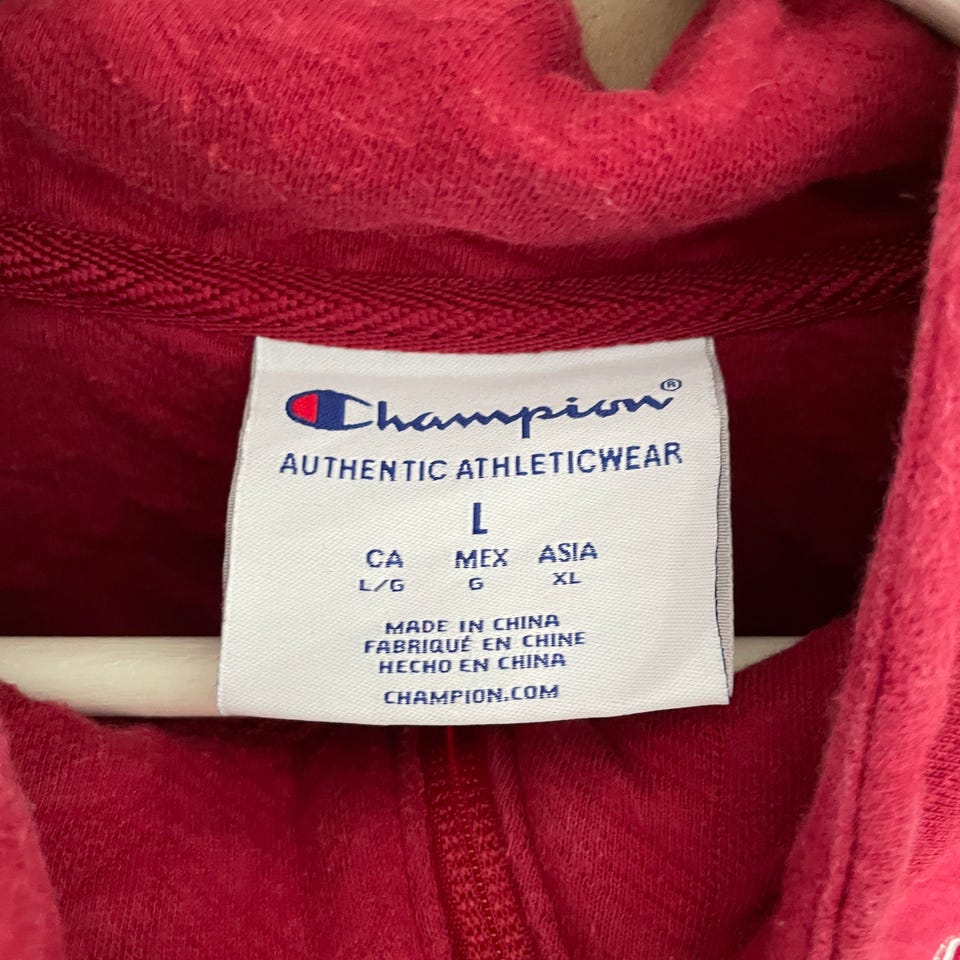 Champion®
AUTHENTIC ATHLETICWEAR
L
CA MEX ASIA
L/G G XL
MADE IN CHINA
FABRIQUÉ EN CHINE
HECHO EN CHINA
CHAMPION.COM